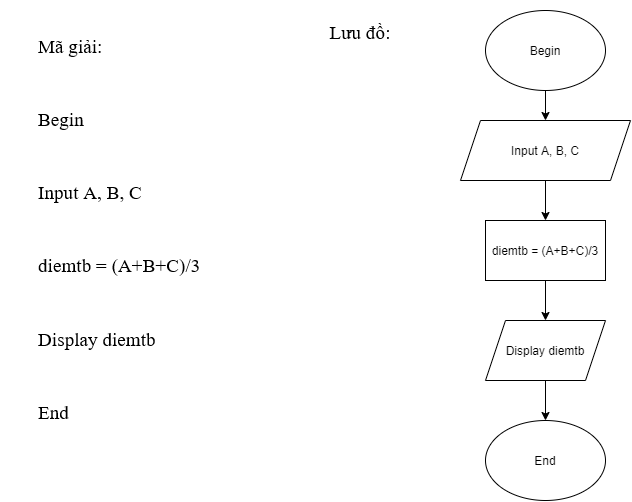 Mã giải:
Begin
Input A, B, C
diemtb = (A+B+C)/3
Display diemtb
End
Lưu đồ:
Begin
Input A, B, C
diemtb = (A+B+C)/3
Display diemtb
End